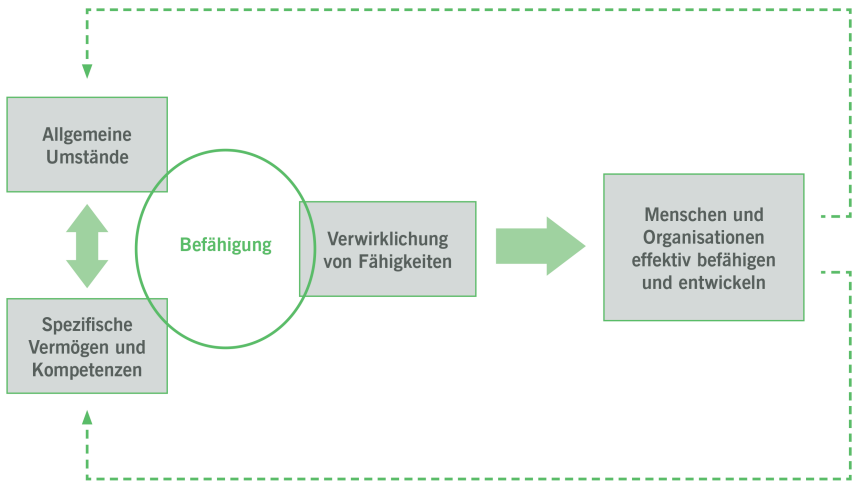 Allgemeine
Umstände
Befähigung
Verwirklichung
von Fähigkeiten
Menschen und
Organisationen
effektiv befähigen
und entwickeln
Spezifische
Vermögen und
Kompetenzen